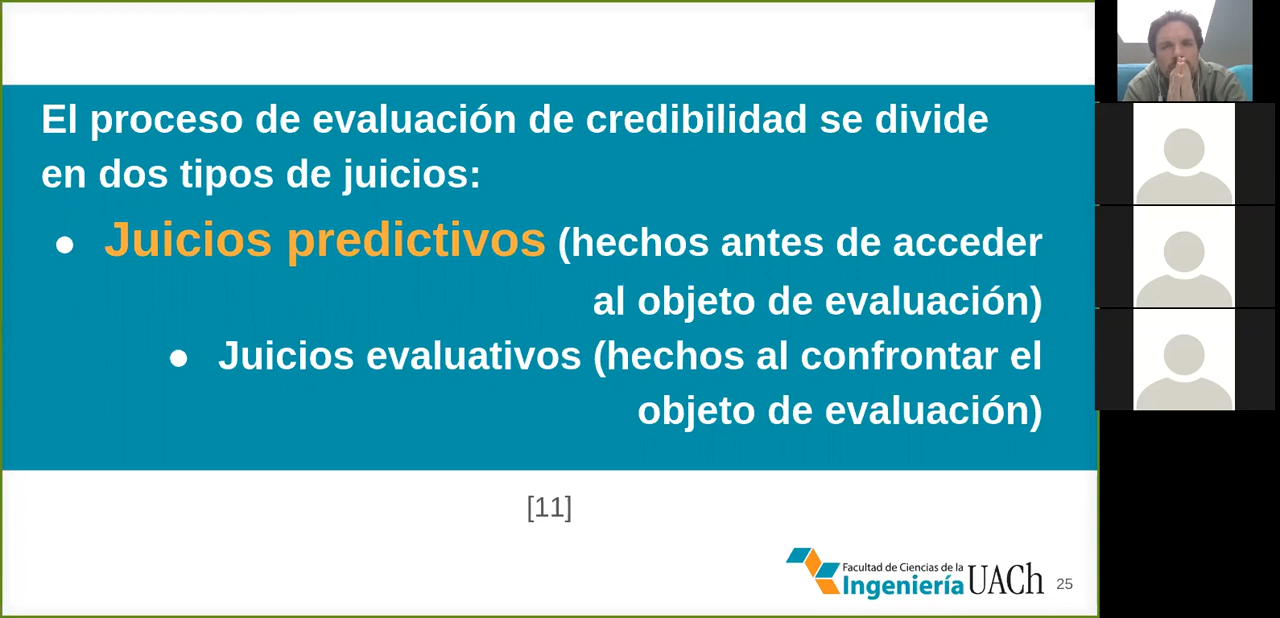 El proceso de evaluación de credibilidad se divide
en dos tipos de juicios:
● Juicios predictivos (hechos antes de acceder
al objeto de evaluación)
● Juicios evaluativos (hechos al confrontar el
objeto de evaluación)
[11]
Facultad de Ciencias de la
Ingeniería UACh
25